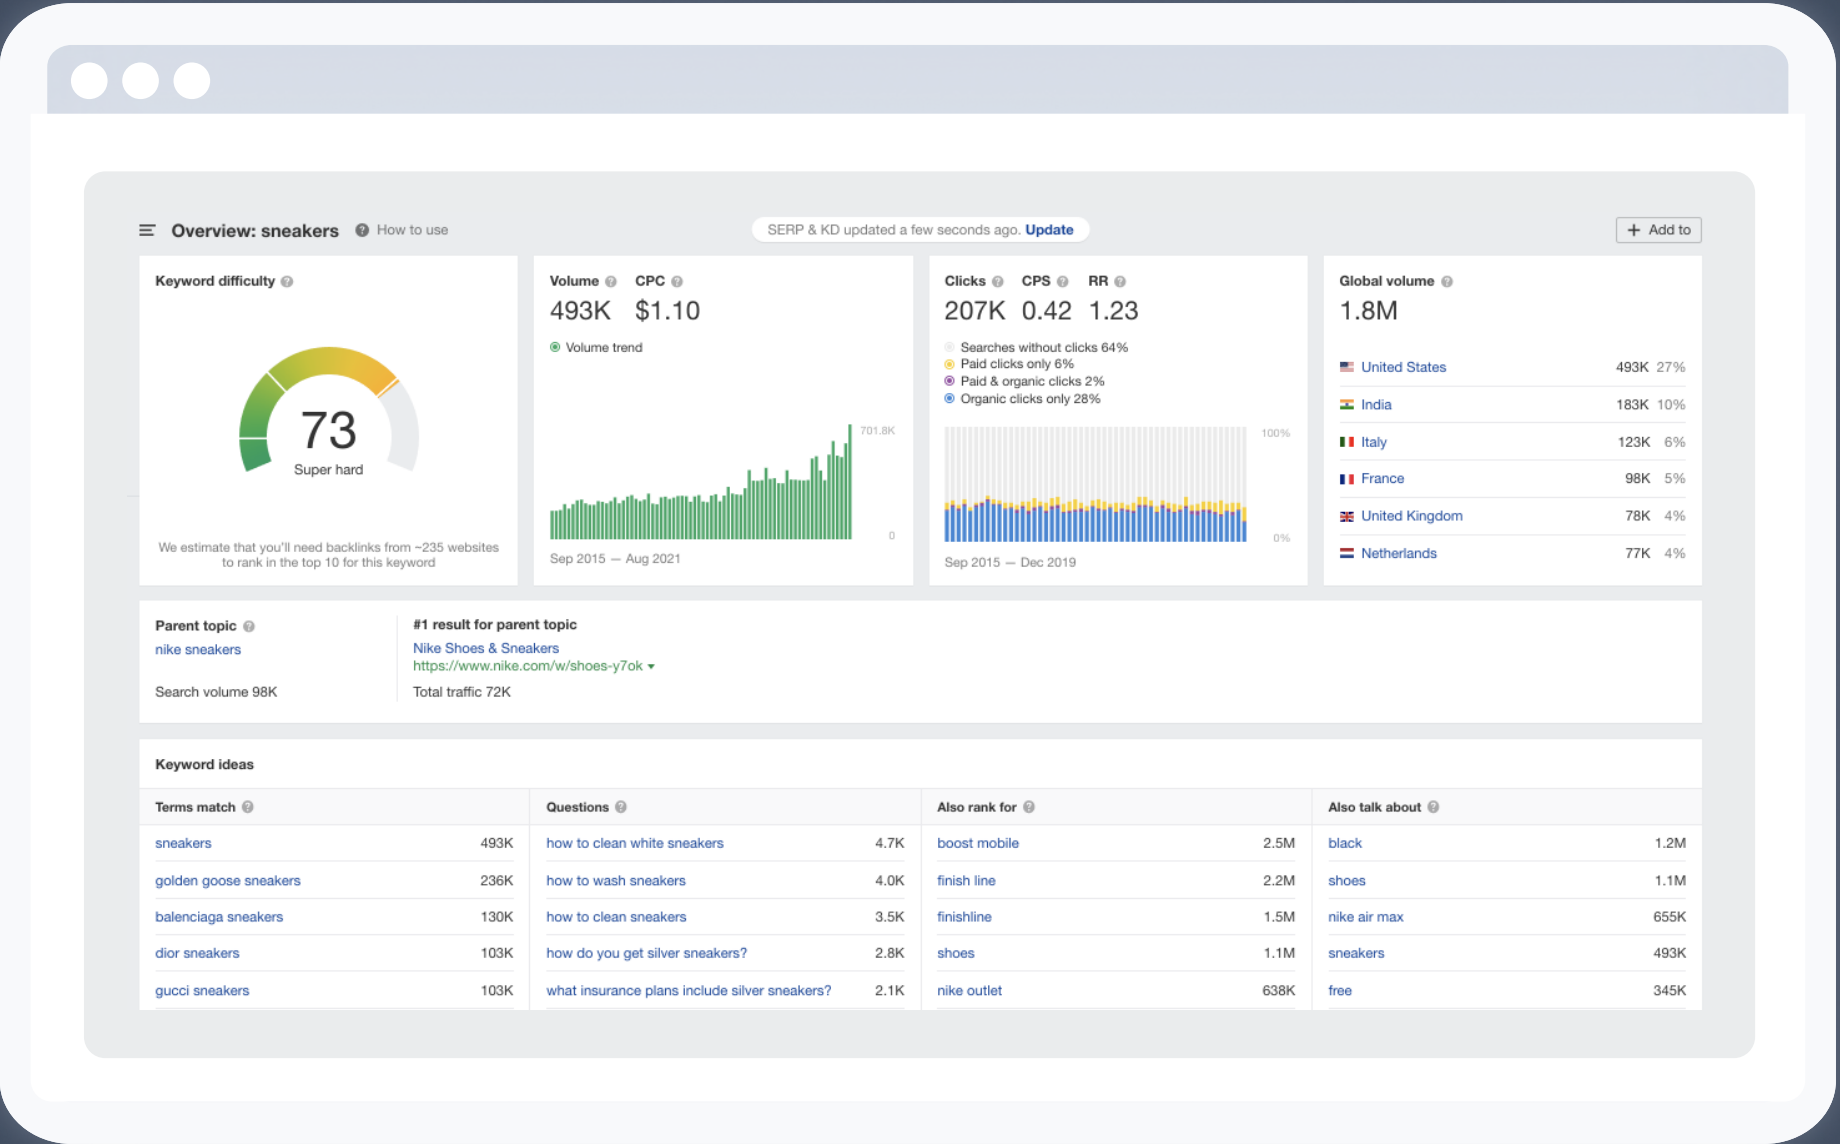 Overview: sneakers
How to use
SERP & KD updated a few seconds ago. Update
Add to
Keyword difficulty
73
Super hard
We estimate that you'll need backlinks from ~235 websites
to rank in the top 10 for this keyword
Volume CPC
493K $1.10
Volume trend
701.8K
0
Sep 2015 — Aug 2021
Clicks CPS RR
207K 0.42 1.23
Searches without clicks 64%
Paid clicks only 6%
Paid & organic clicks 2%
Organic clicks only 28%
100%
0%
Sep 2015 — Dec 2019
Global volume
1.8M
United States 493K 27%
India 183K 10%
Italy 123K 6%
France 98K 5%
United Kingdom 78K 4%
Netherlands 77K 4%
Parent topic
nike sneakers
Search volume 98K
#1 result for parent topic
Nike Shoes & Sneakers
https://www.nike.com/w/shoes-y7ok
Total traffic 72K
Keyword ideas
Terms match
sneakers 493K
golden goose sneakers 236K
balenciaga sneakers 130K
dior sneakers 103K
gucci sneakers 103K
Questions
how to clean white sneakers 4.7K
how to wash sneakers 4.0K
how to clean sneakers 3.5K
how do you get silver sneakers? 2.8K
what insurance plans include silver sneakers? 2.1K
Also rank for
boost mobile 2.5M
finish line 2.2M
finishline 1.5M
shoes 1.1M
nike outlet 638K
Also talk about
black 1.2M
shoes 1.1M
nike air max 655K
sneakers 493K
free 345K